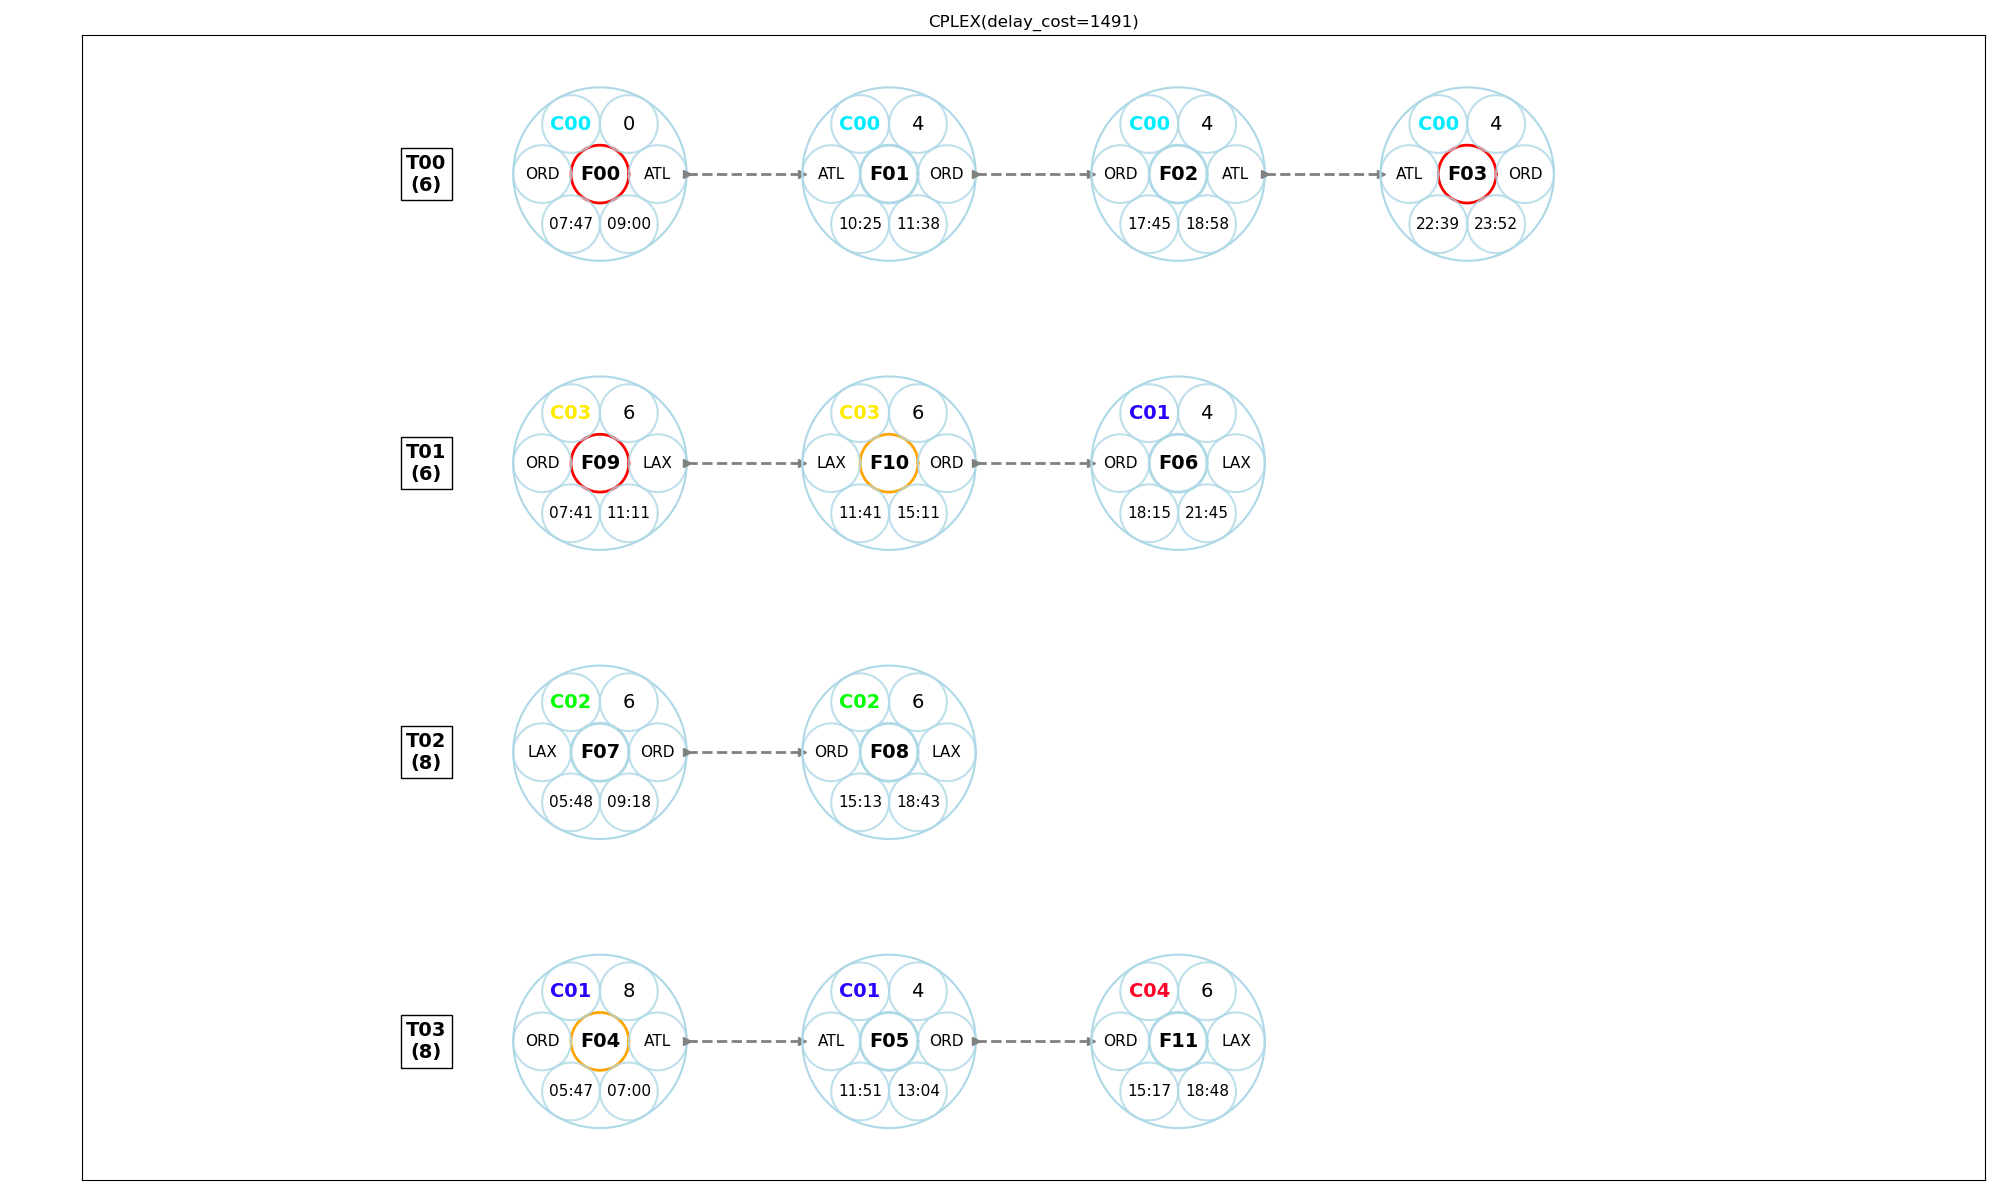 CPLEX(delay_cost=1491)
T00
(6)
C00 0
ORD F00 ATL
07:47 09:00
C00 4
ATL F01 ORD
10:25 11:38
C00 4
ORD F02 ATL
17:45 18:58
C00 4
ATL F03 ORD
22:39 23:52
T01
(6)
C03 6
ORD F09 LAX
07:41 11:11
C03 6
LAX F10 ORD
11:41 15:11
C01 4
ORD F06 LAX
18:15 21:45
T02
(8)
C02 6
LAX F07 ORD
05:48 09:18
C02 6
ORD F08 LAX
15:13 18:43
T03
(8)
C01 8
ORD F04 ATL
05:47 07:00
C01 4
ATL F05 ORD
11:51 13:04
C04 6
ORD F11 LAX
15:17 18:48